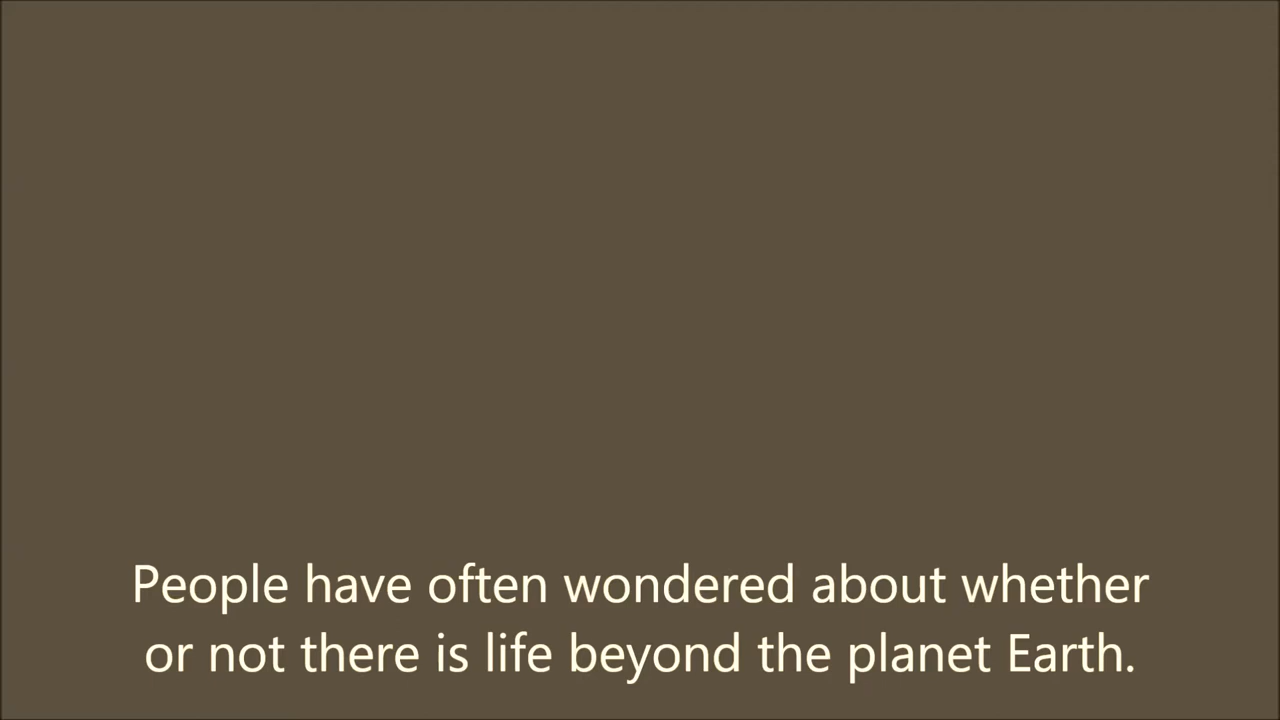 People have often wondered about whether
or not there is life beyond the planet Earth.